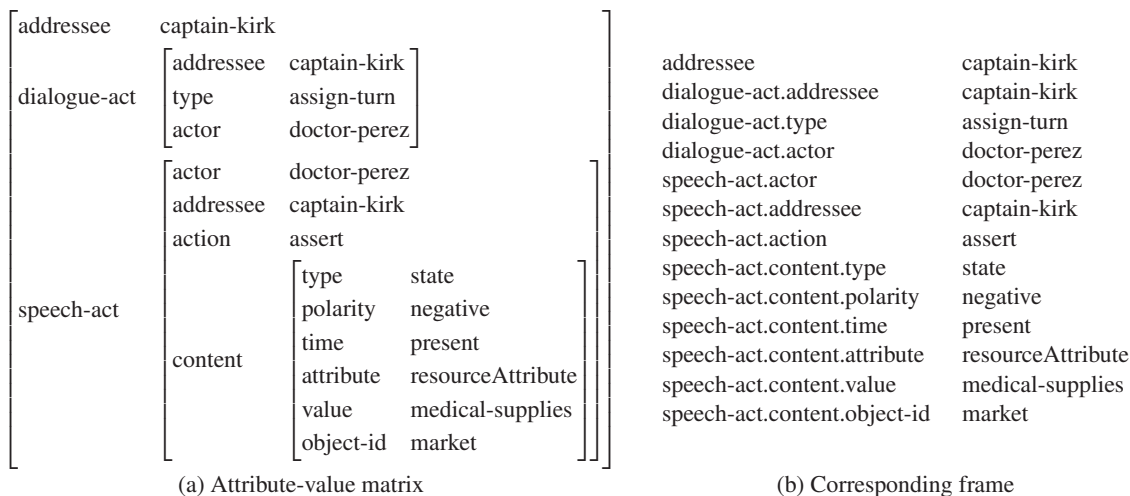 addressee captain-kirk
dialogue-act
addressee captain-kirk
type assign-turn
actor doctor-perez
speech-act
actor doctor-perez
addressee captain-kirk
action assert
content
type state
polarity negative
time present
attribute resourceAttribute
value medical-supplies
object-id market
(a) Attribute-value matrix
addressee captain-kirk
dialogue-act.addressee captain-kirk
dialogue-act.type assign-turn
dialogue-act.actor doctor-perez
speech-act.actor doctor-perez
speech-act.addressee captain-kirk
speech-act.action assert
speech-act.content.type state
speech-act.content.polarity negative
speech-act.content.time present
speech-act.content.attribute resourceAttribute
speech-act.content.value medical-supplies
speech-act.content.object-id market
(b) Corresponding frame